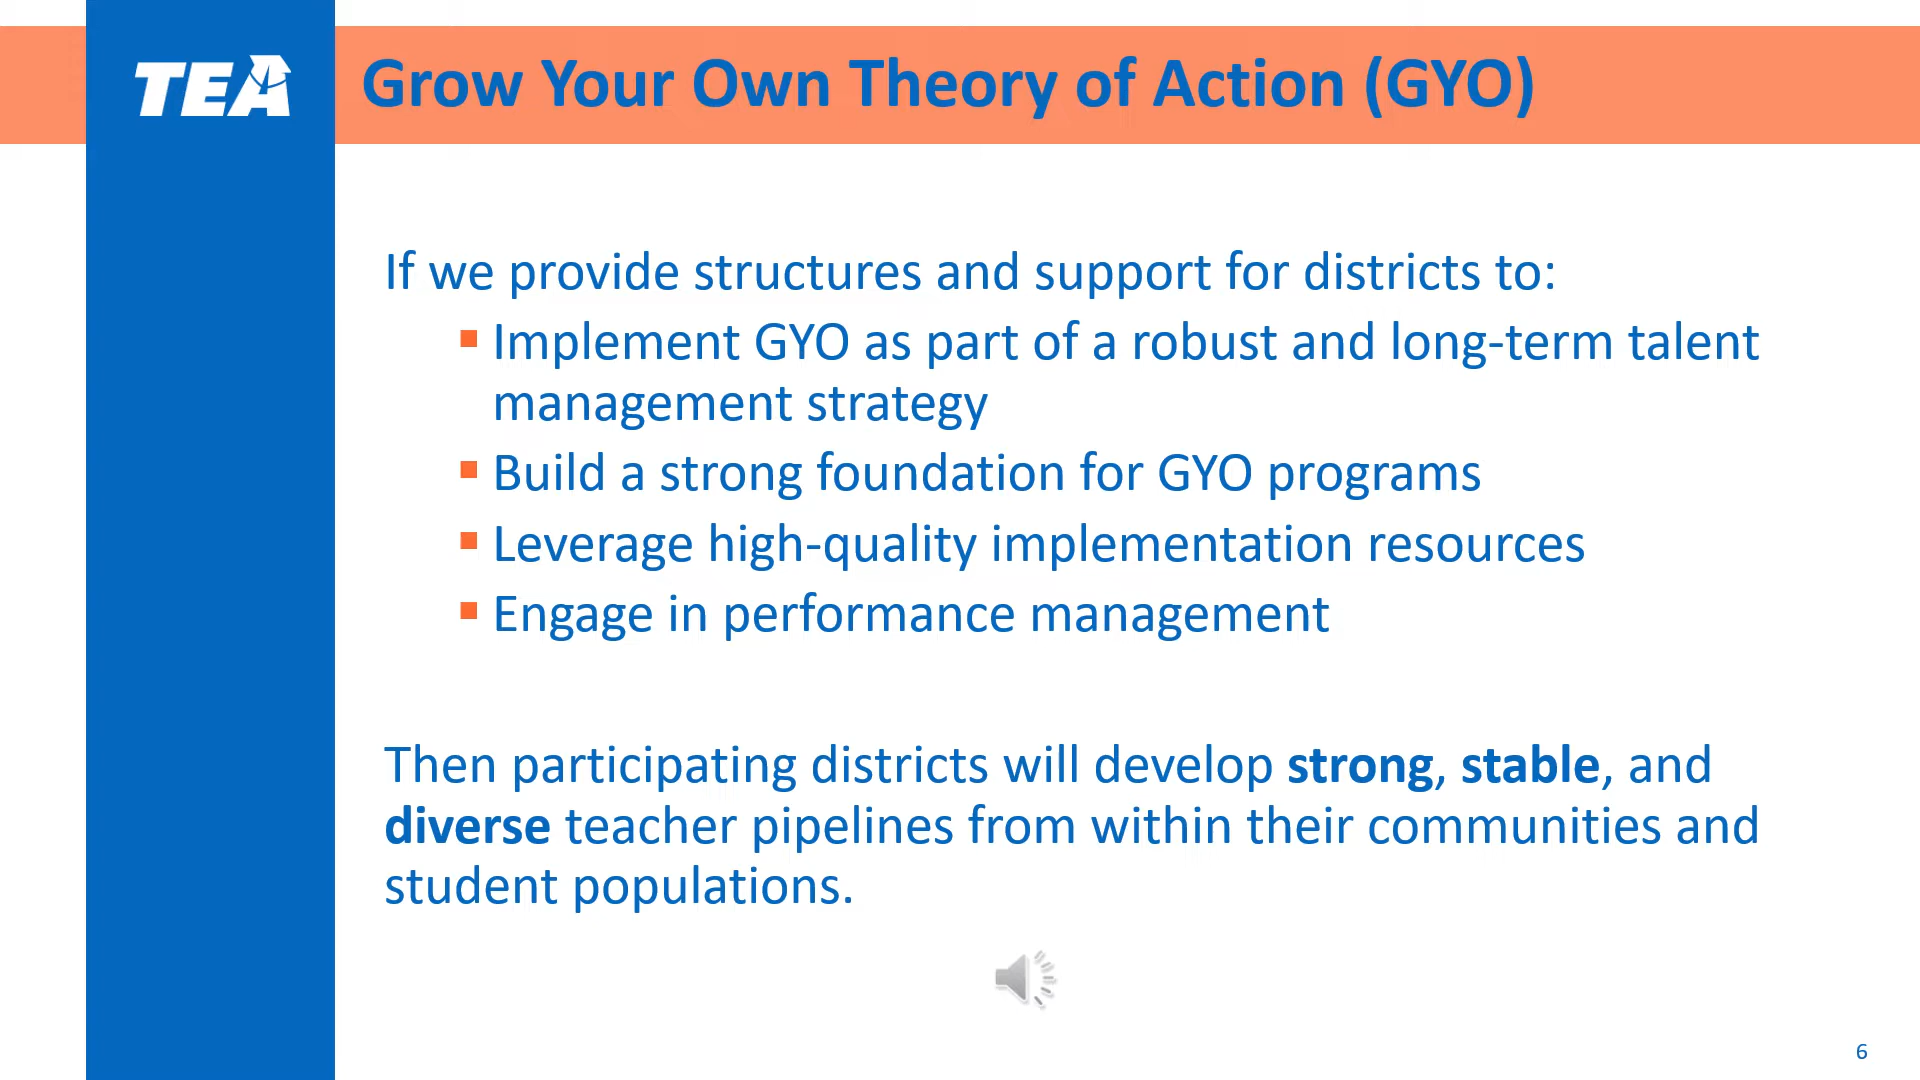 TEA
Grow Your Own Theory of Action (GYO)
If we provide structures and support for districts to:
▪ Implement GYO as part of a robust and long-term talent
management strategy
▪ Build a strong foundation for GYO programs
▪ Leverage high-quality implementation resources
▪ Engage in performance management
Then participating districts will develop strong, stable, and
diverse teacher pipelines from within their communities and
student populations.
6